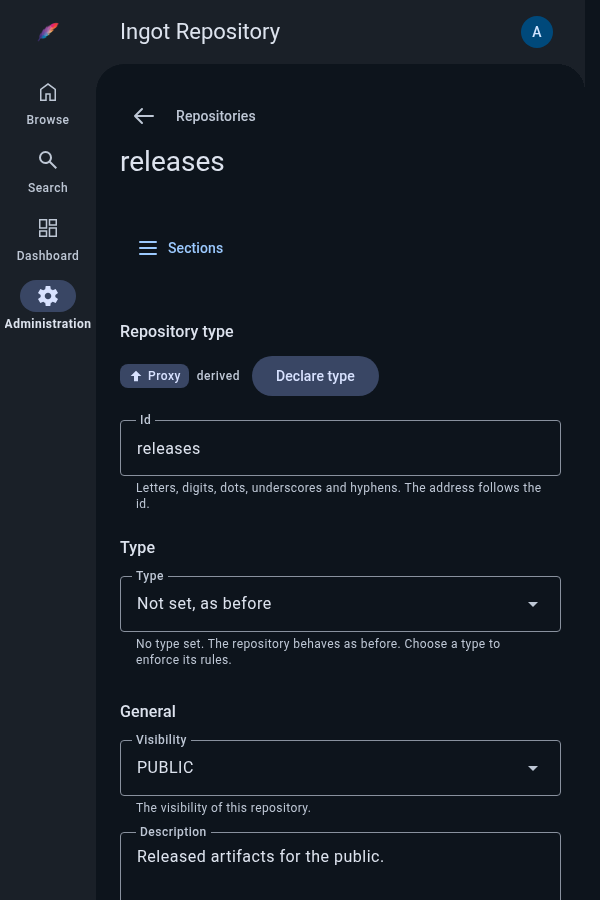 Ingot Repository
A
Browse
Search
Dashboard
Administration
Repositories
releases
Sections
Repository type
Proxy derived Declare type
Id
releases
Letters, digits, dots, underscores and hyphens. The address follows the
id.
Type
Type
Not set, as before
No type set. The repository behaves as before. Choose a type to
enforce its rules.
General
Visibility
PUBLIC
The visibility of this repository.
Description
Released artifacts for the public.